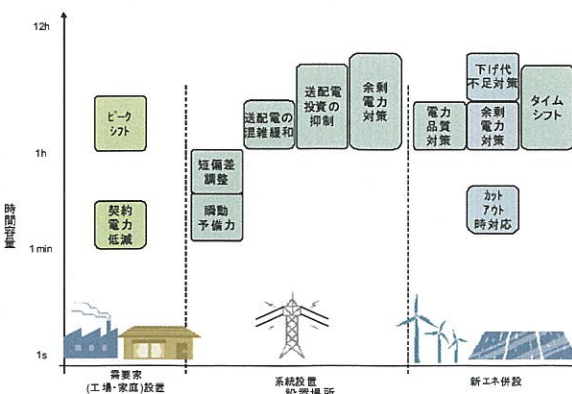 12h
1h
1min
1s
時間容量
ピーク
シフト
契約
電力
低減
短偏差
調整
瞬動
予備力
送配電の
混雑緩和
送配電
投資の
抑制
余剰
電力
対策
電力
品質
対策
下げ代
不足対策
余剰
電力
対策
タイム
シフト
カット
アウト
時対応
需要家
(工場・家庭)設置
系統設置
設置場所
新エネ併設